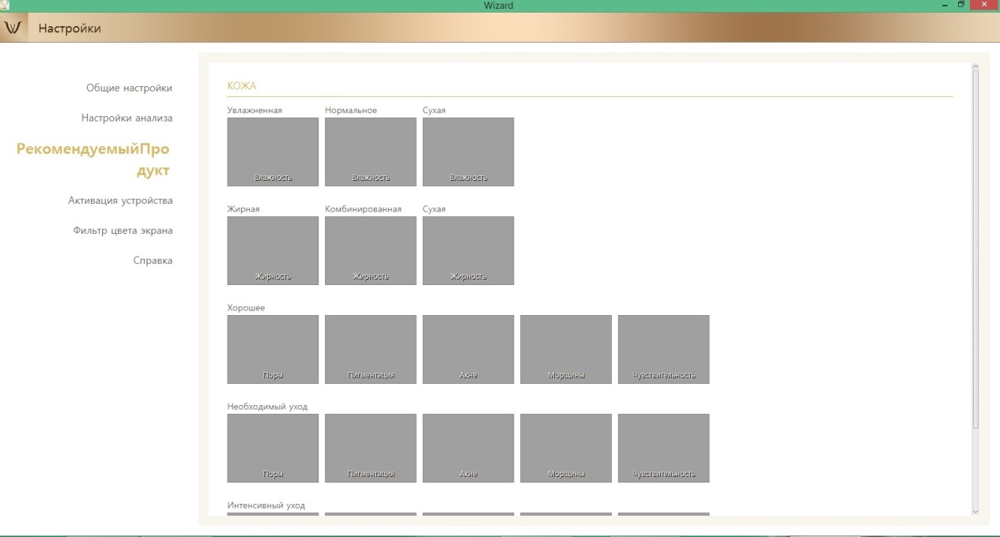 Wizard
Настройки
Общие настройки
Настройки анализа
РекомендуемыйПро
дукт
Активация устройства
Фильтр цвета экрана
Справка
КОЖА
Увлажненная Нормальное Сухая
Влажность Влажность Влажность
Жирная Комбинированная Сухая
Жирность Жирность Жирность
Хорошее
Поры Пигментация Акне Морщины Чувствительность
Необходимый уход
Поры Пигментация Акне Морщины Чувствительность
Интенсивный уход